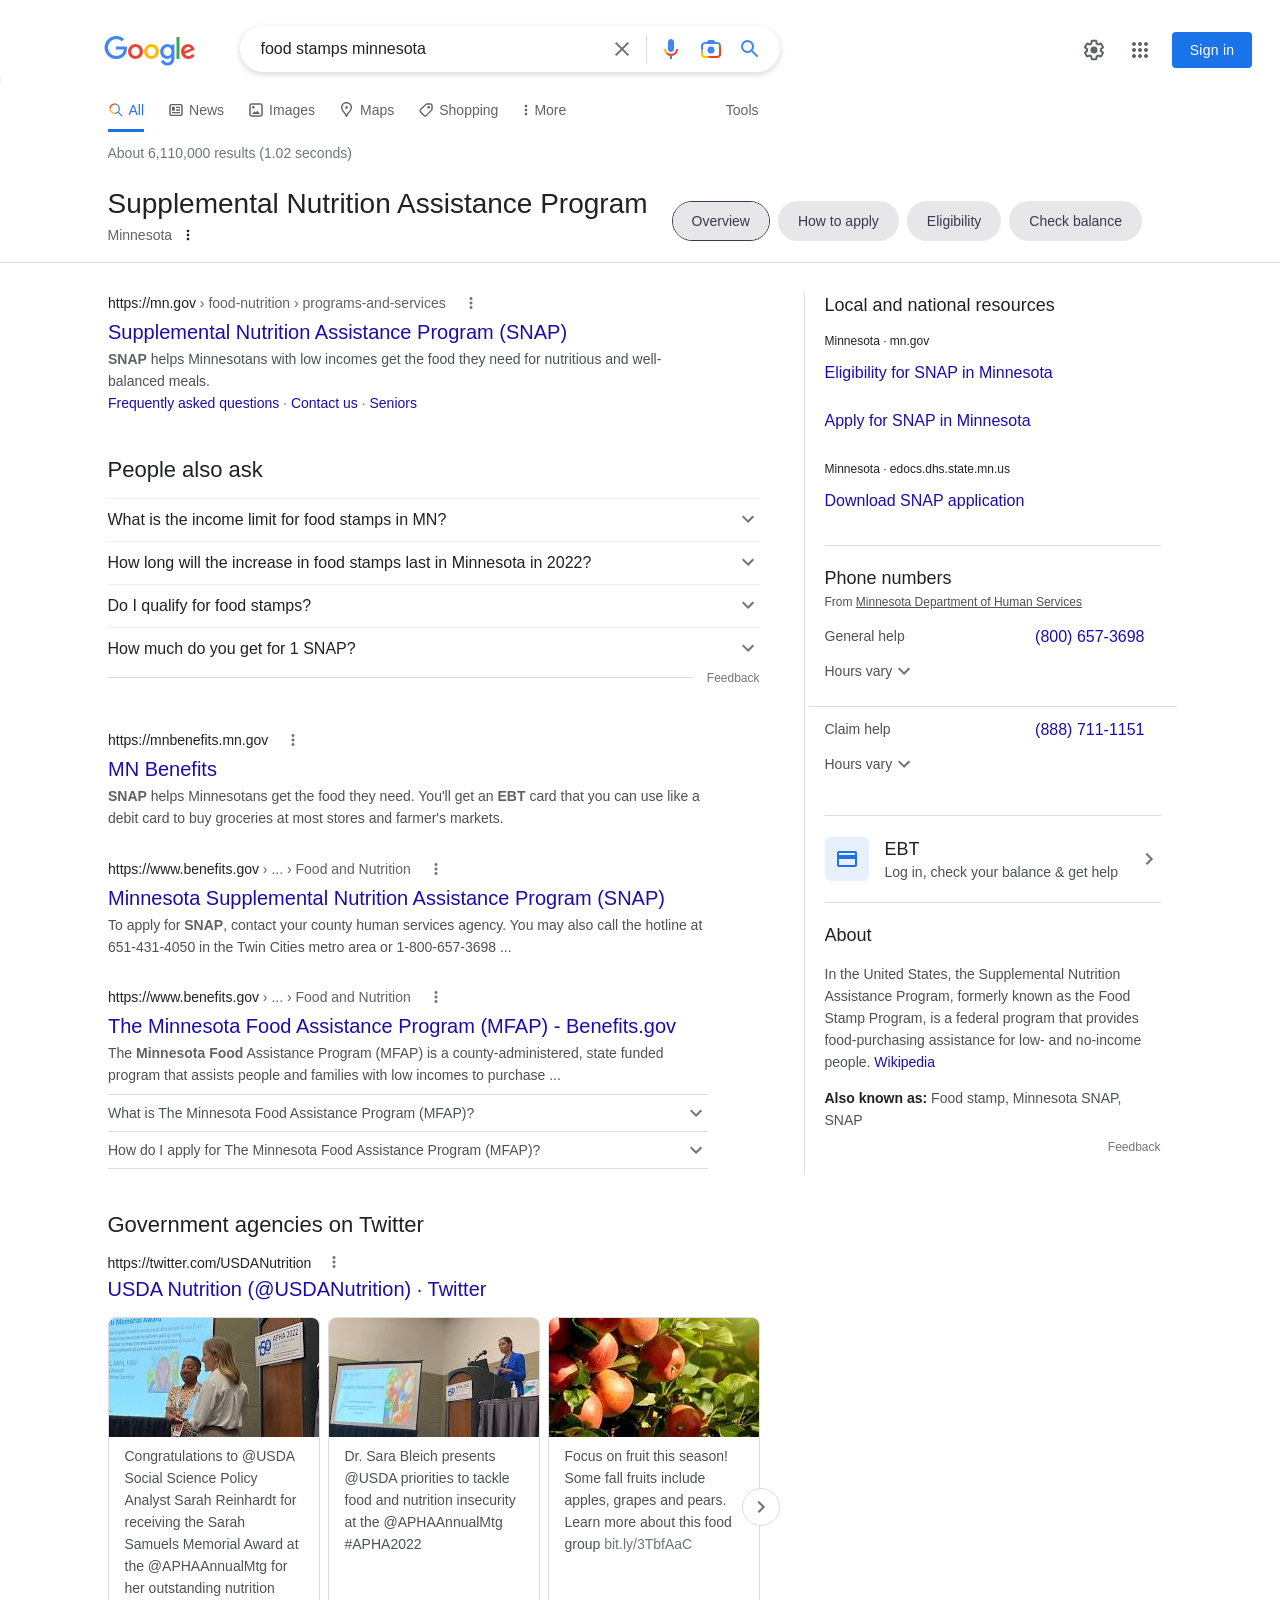 Google
food stamps minnesota
Sign in
All
News
Images
Maps
Shopping
More
Tools
About 6,110,000 results (1.02 seconds)
Supplemental Nutrition Assistance Program
Minnesota
Overview
How to apply
Eligibility
Check balance
https://mn.gov › food-nutrition › programs-and-services
Supplemental Nutrition Assistance Program (SNAP)
SNAP helps Minnesotans with low incomes get the food they need for nutritious and well-
balanced meals.
Frequently asked questions · Contact us · Seniors
People also ask
What is the income limit for food stamps in MN?
How long will the increase in food stamps last in Minnesota in 2022?
Do I qualify for food stamps?
How much do you get for 1 SNAP?
Feedback
https://mnbenefits.mn.gov
MN Benefits
SNAP helps Minnesotans get the food they need. You'll get an EBT card that you can use like a
debit card to buy groceries at most stores and farmer's markets.
https://www.benefits.gov › ... › Food and Nutrition
Minnesota Supplemental Nutrition Assistance Program (SNAP)
To apply for SNAP, contact your county human services agency. You may also call the hotline at
651-431-4050 in the Twin Cities metro area or 1-800-657-3698 ...
https://www.benefits.gov › ... › Food and Nutrition
The Minnesota Food Assistance Program (MFAP) - Benefits.gov
The Minnesota Food Assistance Program (MFAP) is a county-administered, state funded
program that assists people and families with low incomes to purchase ...
What is The Minnesota Food Assistance Program (MFAP)?
How do I apply for The Minnesota Food Assistance Program (MFAP)?
Government agencies on Twitter
https://twitter.com/USDANutrition
USDA Nutrition (@USDANutrition) · Twitter
Memorial Award
APHA 2022
150
Congratulations to @USDA
Social Science Policy
Analyst Sarah Reinhardt for
receiving the Sarah
Samuels Memorial Award at
the @APHAAnnualMtg for
her outstanding nutrition
Dr. Sara Bleich presents
@USDA priorities to tackle
food and nutrition insecurity
at the @APHAAnnualMtg
#APHA2022
Focus on fruit this season!
Some fall fruits include
apples, grapes and pears.
Learn more about this food
group bit.ly/3TbfAaC
Local and national resources
Minnesota · mn.gov
Eligibility for SNAP in Minnesota
Apply for SNAP in Minnesota
Minnesota · edocs.dhs.state.mn.us
Download SNAP application
Phone numbers
From Minnesota Department of Human Services
General help
(800) 657-3698
Hours vary
Claim help
(888) 711-1151
Hours vary
EBT
Log in, check your balance & get help
About
In the United States, the Supplemental Nutrition
Assistance Program, formerly known as the Food
Stamp Program, is a federal program that provides
food-purchasing assistance for low- and no-income
people. Wikipedia
Also known as: Food stamp, Minnesota SNAP,
SNAP
Feedback